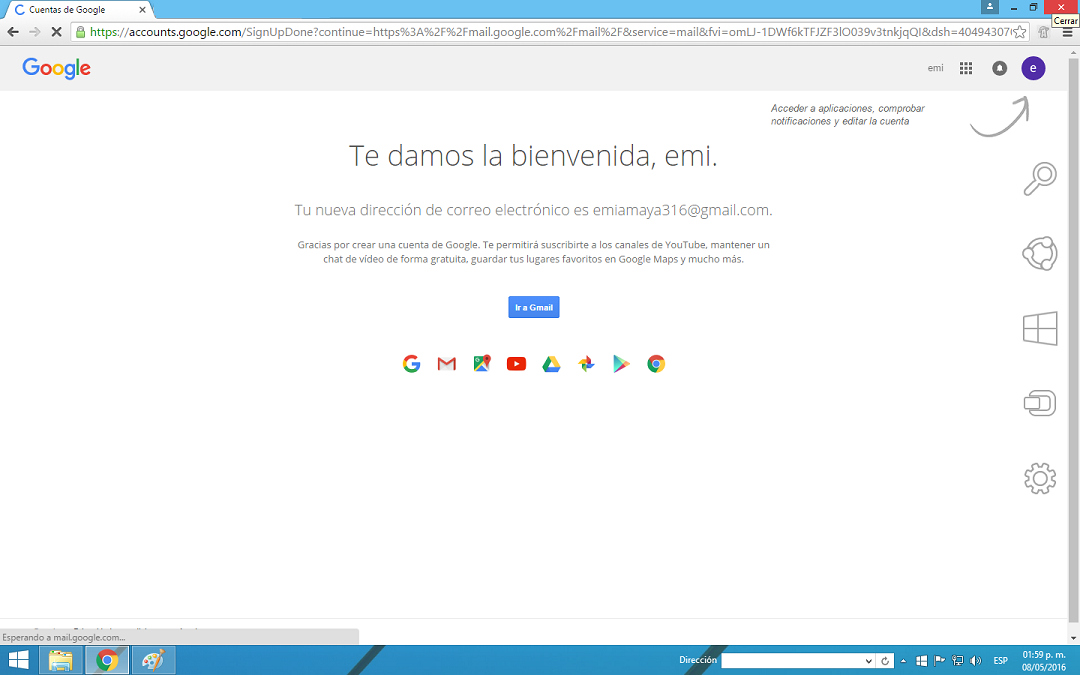 Cuentas de Google
Cerrar
https://accounts.google.com/SignUpDone?continue=https%3A%2F%2Fmail.google.com%2Fmail%2F&service=mail&fvi=omLJ-1DWf6kTFJZF3lO039v3tnkjqQI&dsh=40494307
Google
emi
e
Acceder a aplicaciones, comprobar
notificaciones y editar la cuenta
Te damos la bienvenida, emi.
Tu nueva dirección de correo electrónico es emiamaya316@gmail.com.
Gracias por crear una cuenta de Google. Te permitirá suscribirte a los canales de YouTube, mantener un
chat de vídeo de forma gratuita, guardar tus lugares favoritos en Google Maps y mucho más.
Ir a Gmail
Esperando a mail.google.com...
Dirección
ESP
01:59 p. m.
08/05/2016